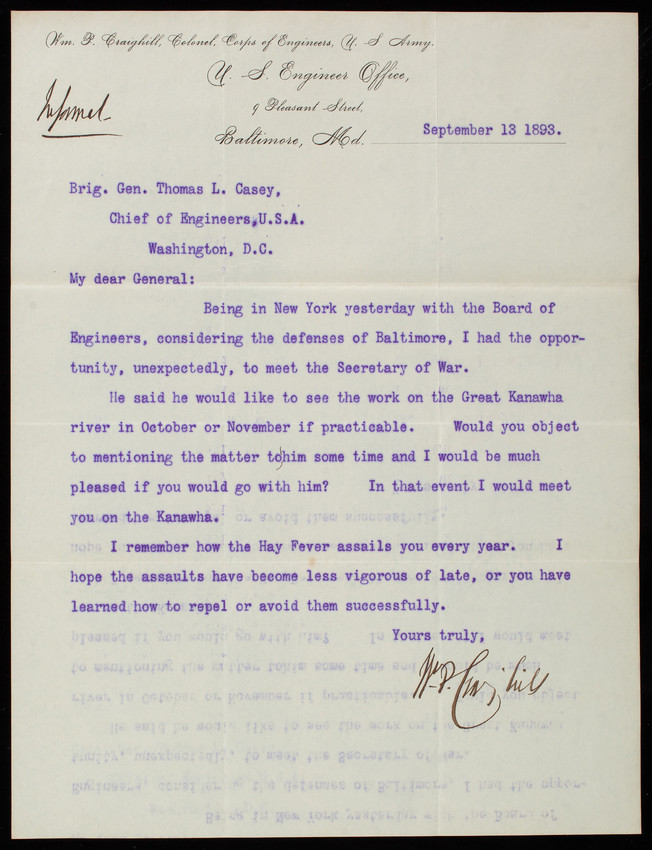 Wm. P. Craighill, Colonel, Corps of Engineers, U. S. Army.
U. S. Engineer Office,
9 Pleasant Street,
Informal
Baltimore, Md. September 13 1893.
Brig. Gen. Thomas L. Casey,
Chief of Engineers, U.S.A.
Washington, D.C.
My dear General:
Being in New York yesterday with the Board of
Engineers, considering the defenses of Baltimore, I had the oppor-
tunity, unexpectedly, to meet the Secretary of War.
He said he would like to see the work on the Great Kanawha
river in October or November if practicable. Would you object
to mentioning the matter to)him some time and I would be much
pleased if you would go with him? In that event I would meet
you on the Kanawha.
I remember how the Hay Fever assails you every year. I
hope the assaults have become less vigorous of late, or you have
learned how to repel or avoid them successfully.
Yours truly,
Wm. P. Craighill